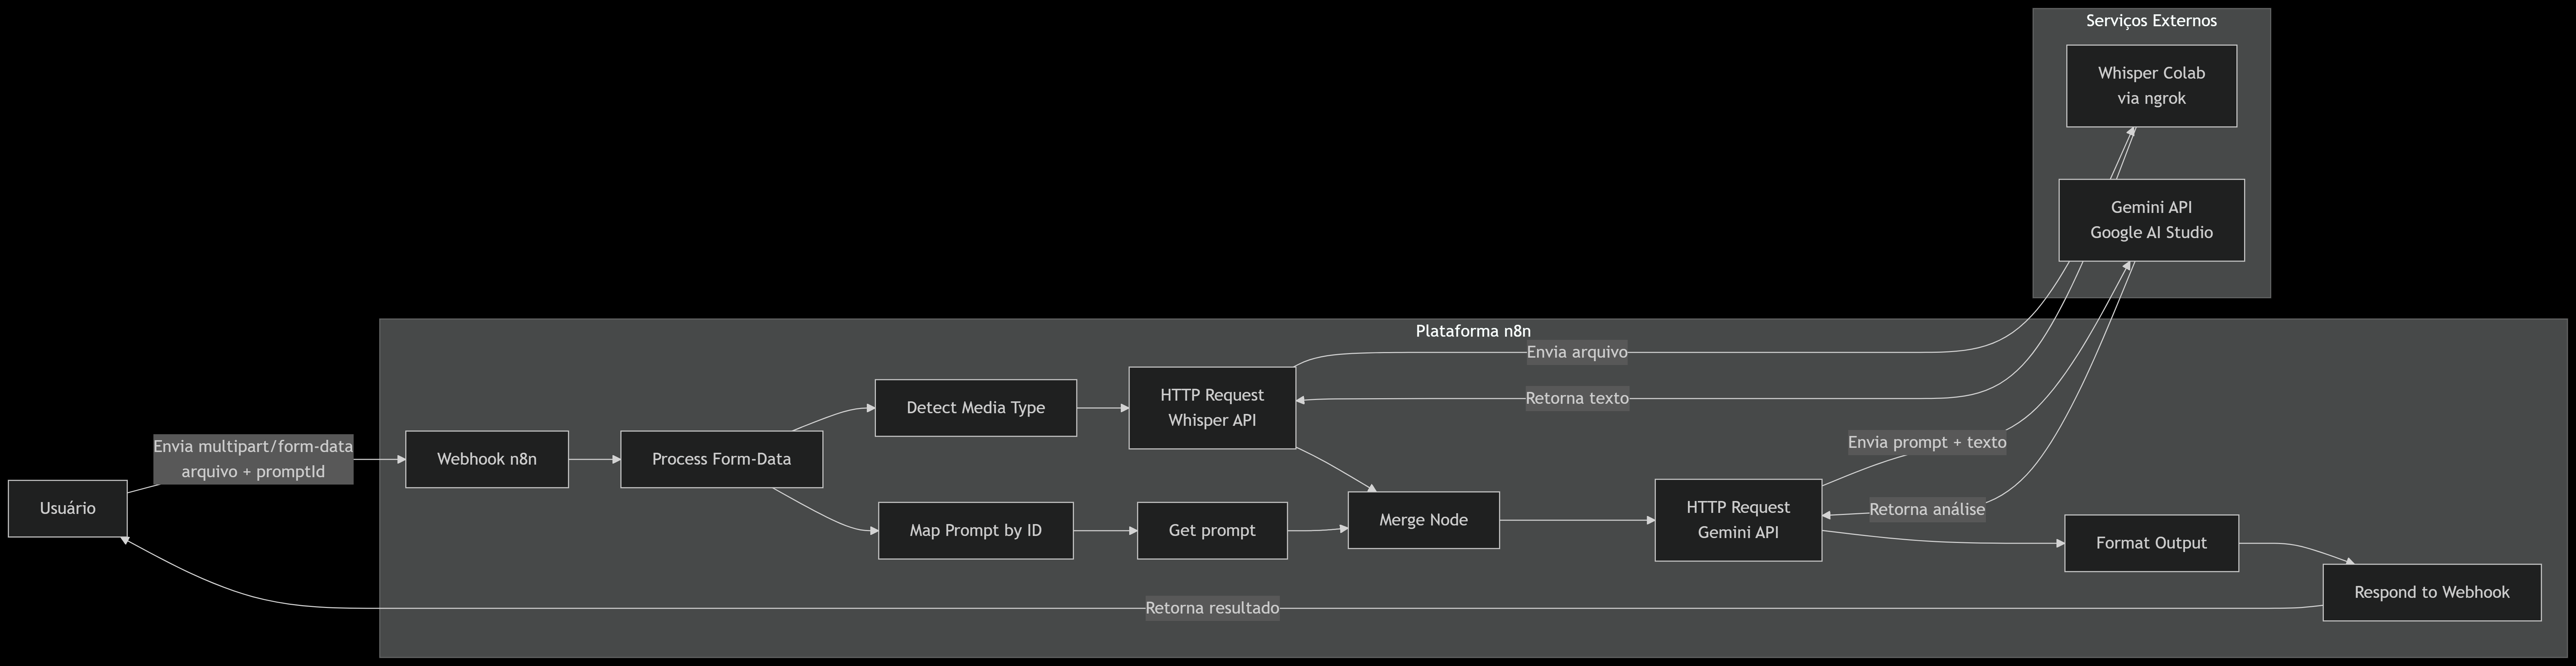 Serviços Externos
Whisper Colab
via ngrok
Gemini API
Google AI Studio
Plataforma n8n
Envia arquivo
Retorna texto
Detect Media Type
HTTP Request
Whisper API
Envia prompt + texto
Envia multipart/form-data
arquivo + promptId
Webhook n8n
Process Form-Data
Usuário
Map Prompt by ID
Get prompt
Merge Node
HTTP Request
Gemini API
Retorna análise
Format Output
Respond to Webhook
Retorna resultado